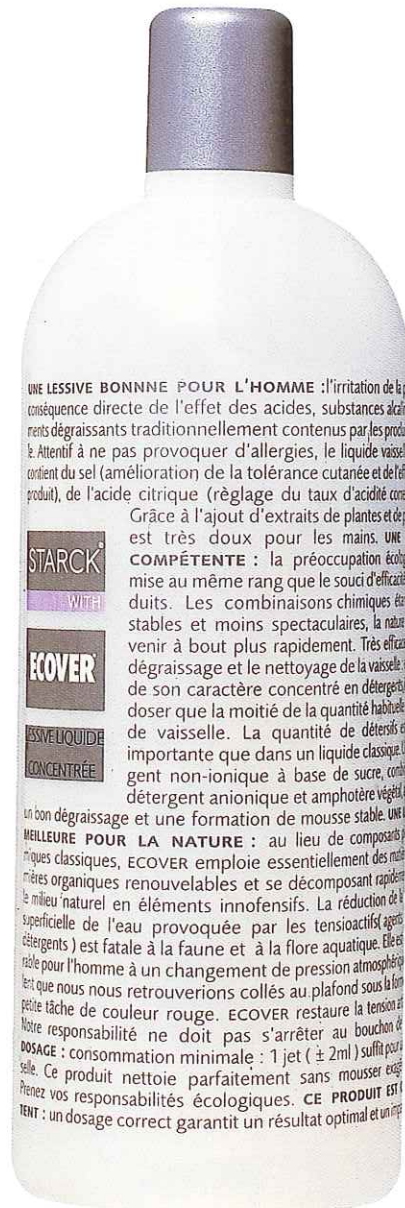 UNE LESSIVE BONNNE POUR L'HOMME : l'irritation de la
conséquence directe de l'effet des acides, substances
ments dégraissants traditionnellement contenus par les
le. Attentif à ne pas provoquer d'allergies, le liquide
contient du sel (amélioration de la tolérance cutanée et de
produit), de l'acide citrique (règlage du taux d'acidité
Grâce à l'ajout d'extraits de plantes et de
est très doux pour les mains. UNE
COMPÉTENTE : la préoccupation
mise au même rang que le souci d'efficacité
duits. Les combinaisons chimiques
stables et moins spectaculaires, la nature
venir à bout plus rapidement. Très
dégraissage et le nettoyage de la vaisselle
de son caractère concentré en détergents
doser que la moitié de la quantité habituelle
de vaisselle. La quantité de détersifs
importante que dans un liquide classique.
gent non-ionique à base de sucre,
détergent anionique et amphotère végétal
STARCK
WITH
ECOVER
LESSIVE LIQUIDE
CONCENTRÉE
un bon dégraissage et une formation de mousse stable. UNE
MEILLEURE POUR LA NATURE : au lieu de composants
miques classiques, ECOVER emploie essentiellement des
mières organiques renouvelables et se décomposant
le milieu naturel en éléments innofensifs. La réduction de
superficielle de l'eau provoquée par les tensioactifs( agents
détergents ) est fatale à la faune et à la flore aquatique. Elle
rable pour l'homme à un changement de pression
lent que nous nous retrouverions collés au plafond sous la
petite tâche de couleur rouge. ECOVER restaure la tension
Notre responsabilité ne doit pas s'arrêter au bouchon de
DOSAGE : consommation minimale : 1 jet ( ± 2ml ) suffit pour
selle. Ce produit nettoie parfaitement sans mousser
Prenez vos responsabilités écologiques. CE PRODUIT EST
TENT : un dosage correct garantit un résultat optimal et un